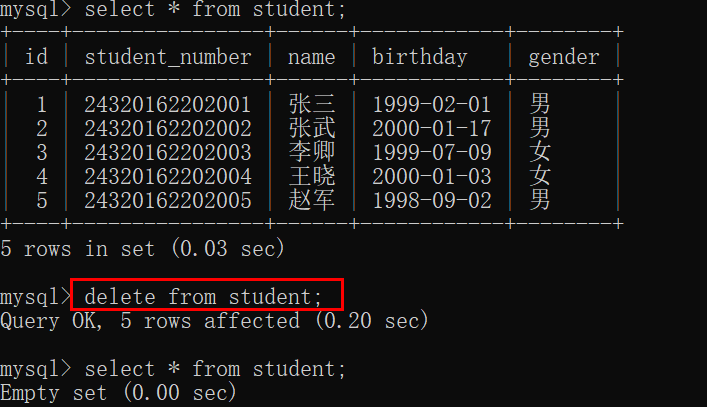 mysql> select * from student;
+----+----------------+------+------------+--------+
| id | student_number | name | birthday   | gender |
+----+----------------+------+------------+--------+
| 1 | 24320162202001 | 张三 | 1999-02-01 | 男 |
| 2 | 24320162202002 | 张武 | 2000-01-17 | 男 |
| 3 | 24320162202003 | 李卿 | 1999-07-09 | 女 |
| 4 | 24320162202004 | 王晓 | 2000-01-03 | 女 |
| 5 | 24320162202005 | 赵军 | 1998-09-02 | 男 |
+----+----------------+------+------------+--------+
5 rows in set (0.03 sec)
mysql> delete from student;
Query OK, 5 rows affected (0.20 sec)
mysql> select * from student;
Empty set (0.00 sec)